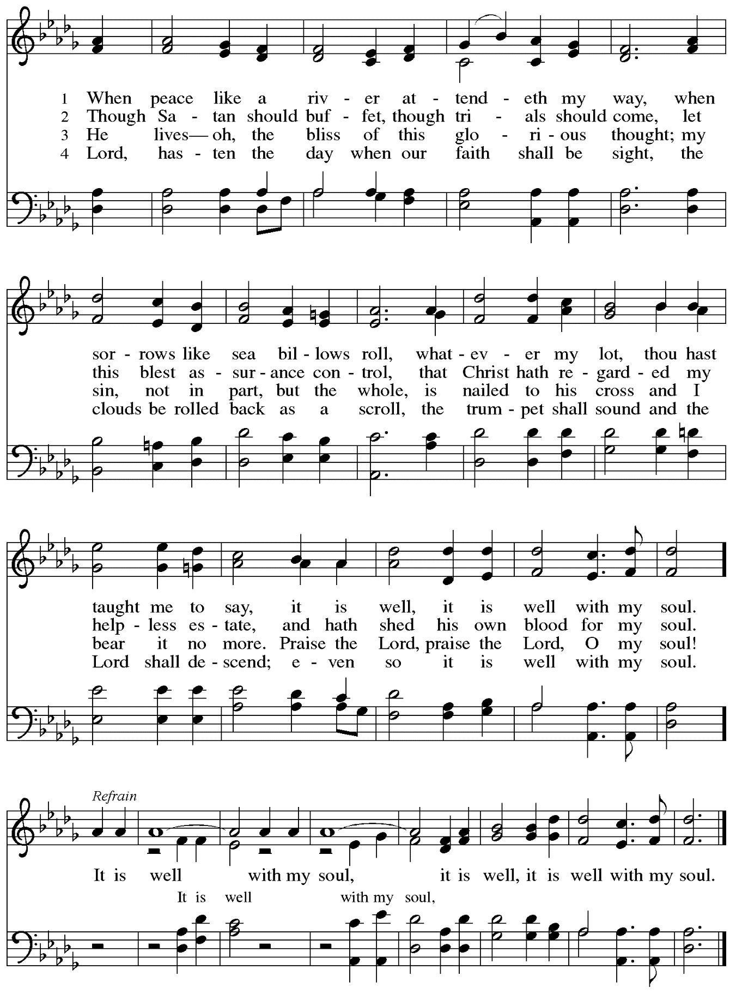 1 When peace like a riv - er at - tend - eth my way, when
2 Though Sa - tan should buf - fet, though tri - als should come, let
3 He lives— oh, the bliss of this glo - ri - ous thought; my
4 Lord, has - ten the day when our faith shall be sight, the
sor - rows like sea bil - lows roll, what - ev - er my lot, thou hast
this blest as - sur - ance con - trol, that Christ hath re - gard - ed my
sin, not in part, but the whole, is nailed to his cross and I
clouds be rolled back as a scroll, the trum - pet shall sound and the
taught me to say, it is well, it is well with my soul.
help - less es - tate, and hath shed his own blood for my soul.
bear it no more. Praise the Lord, praise the Lord, O my soul!
Lord shall de - scend; e - ven so it is well with my soul.
Refrain
It is well with my soul, it is well, it is well with my soul.
It is well with my soul,